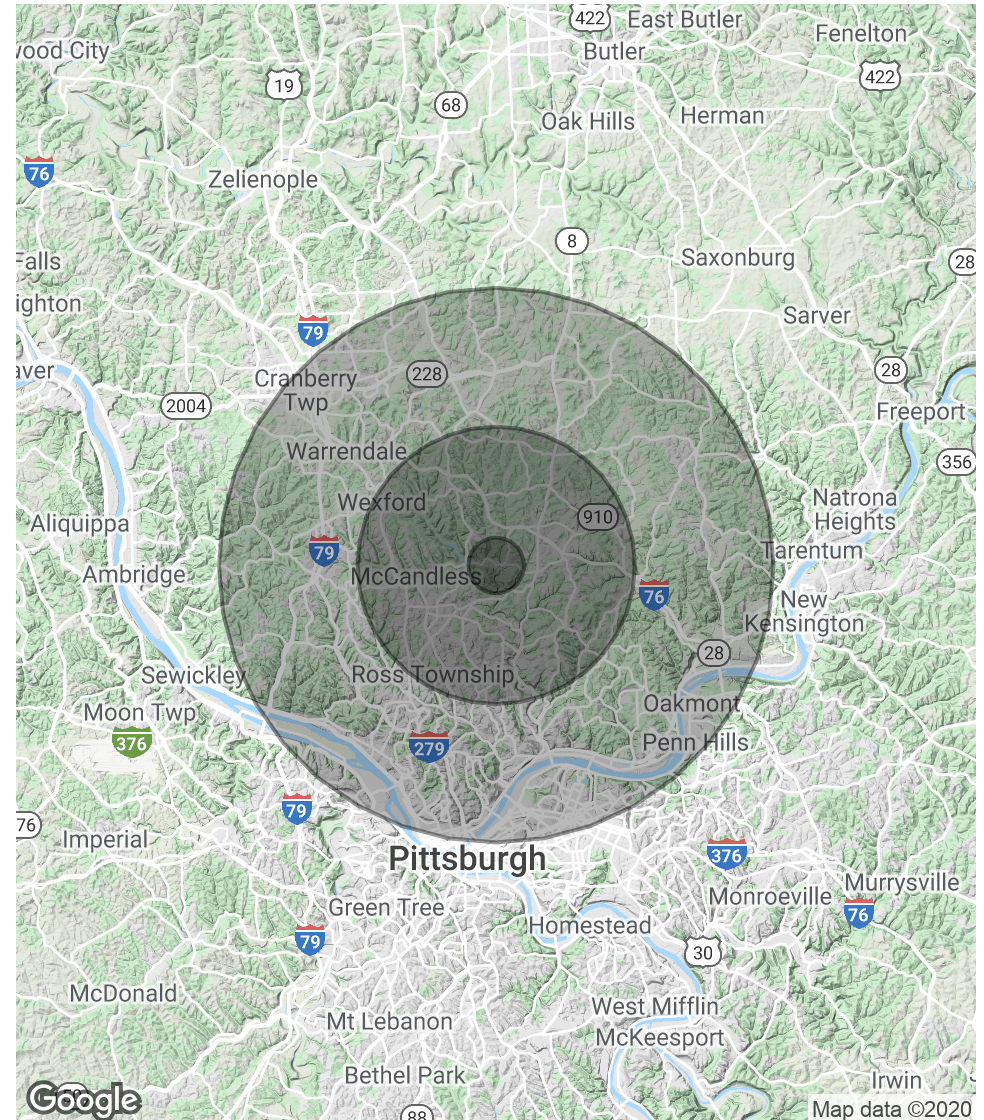 422
East Butler
Fenelton
wood City
Butler
422
19
68
Oak Hills
Herman
76
Zelienople
8
Saxonburg
Falls
28
ighton
Sarver
79
aver
228
28
Cranberry
Twp
2004
Freeport
Warrendale
356
Wexford
Natrona
Heights
910
Aliquippa
79
Tarentum
Ambridge
McCandless
76
New
Kensington
28
Sewickley
Ross Township
Oakmont
Moon Twp
376
279
Penn Hills
79
76
Imperial
Pittsburgh
376
Murrysville
Monroeville
Green Tree
76
Homestead
79
30
McDonald
West Mifflin
Mt Lebanon
McKeesport
Bethel Park
Irwin
Google
88
Map data ©2020